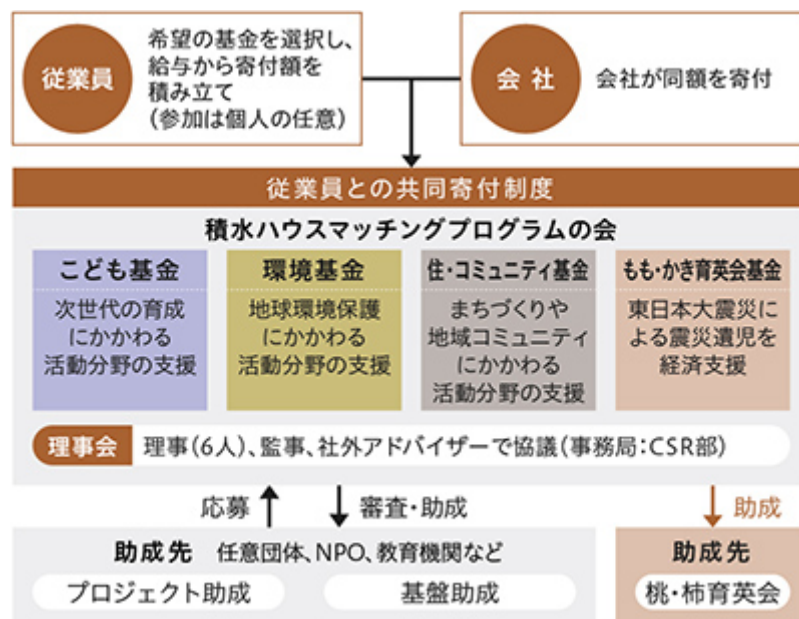 従業員
希望の基金を選択し、
給与から寄付額を
積み立て
(参加は個人の任意)
会社
会社が同額を寄付
従業員との共同寄付制度
積水ハウスマッチングプログラムの会
こども基金
次世代の育成
にかかわる
活動分野の支援
環境基金
地球環境保護
にかかわる
活動分野の支援
住・コミュニティ基金
まちづくりや
地域コミュニティ
にかかわる
活動分野の支援
もも・かき育英会基金
東日本大震災に
よる震災遺児を
経済支援
理事会 理事(6人)、監事、社外アドバイザーで協議(事務局:CSR部)
応募 審査・助成
助成
助成先 任意団体、NPO、教育機関など
プロジェクト助成 基盤助成
助成先
桃・柿育英会